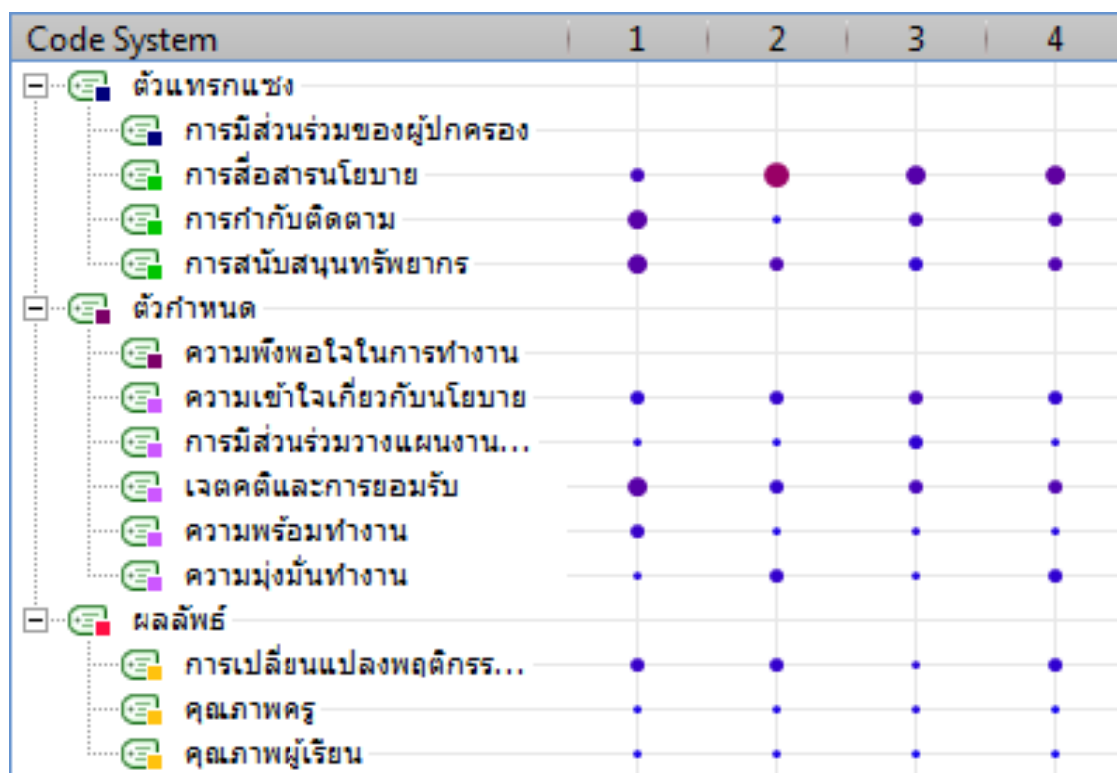 Code System 1 2 3 4
ตัวแทรกแซง
การมีส่วนร่วมของผู้ปกครอง
การสื่อสารนโยบาย
การกำกับติดตาม
การสนับสนุนทรัพยากร
ตัวกำหนด
ความพึงพอใจในการทำงาน
ความเข้าใจเกี่ยวกับนโยบาย
การมีส่วนร่วมวางแผนงาน...
เจตคติและการยอมรับ
ความพร้อมทำงาน
ความมุ่งมั่นทำงาน
ผลลัพธ์
การเปลี่ยนแปลงพฤติกรร...
คุณภาพครู
คุณภาพผู้เรียน